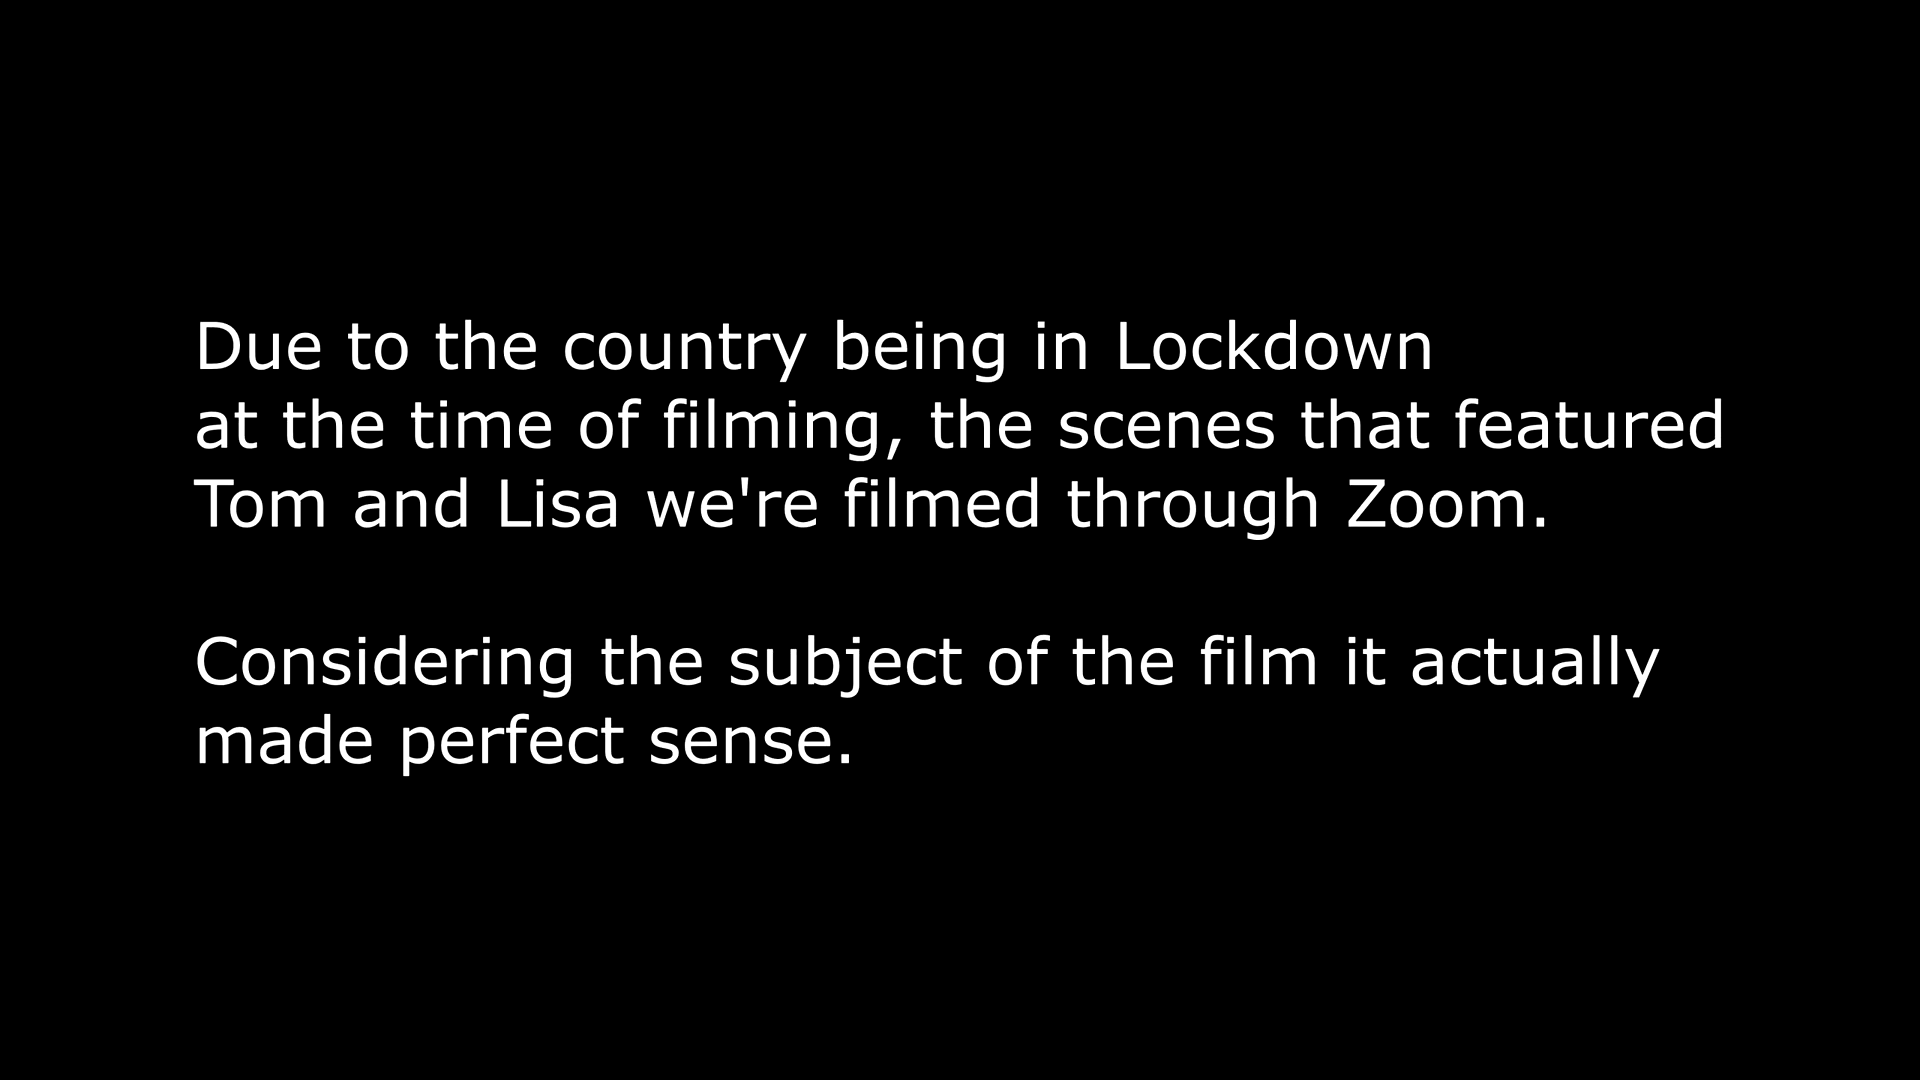 Due to the country being in Lockdown
at the time of filming, the scenes that featured
Tom and Lisa we're filmed through Zoom.
Considering the subject of the film it actually
made perfect sense.